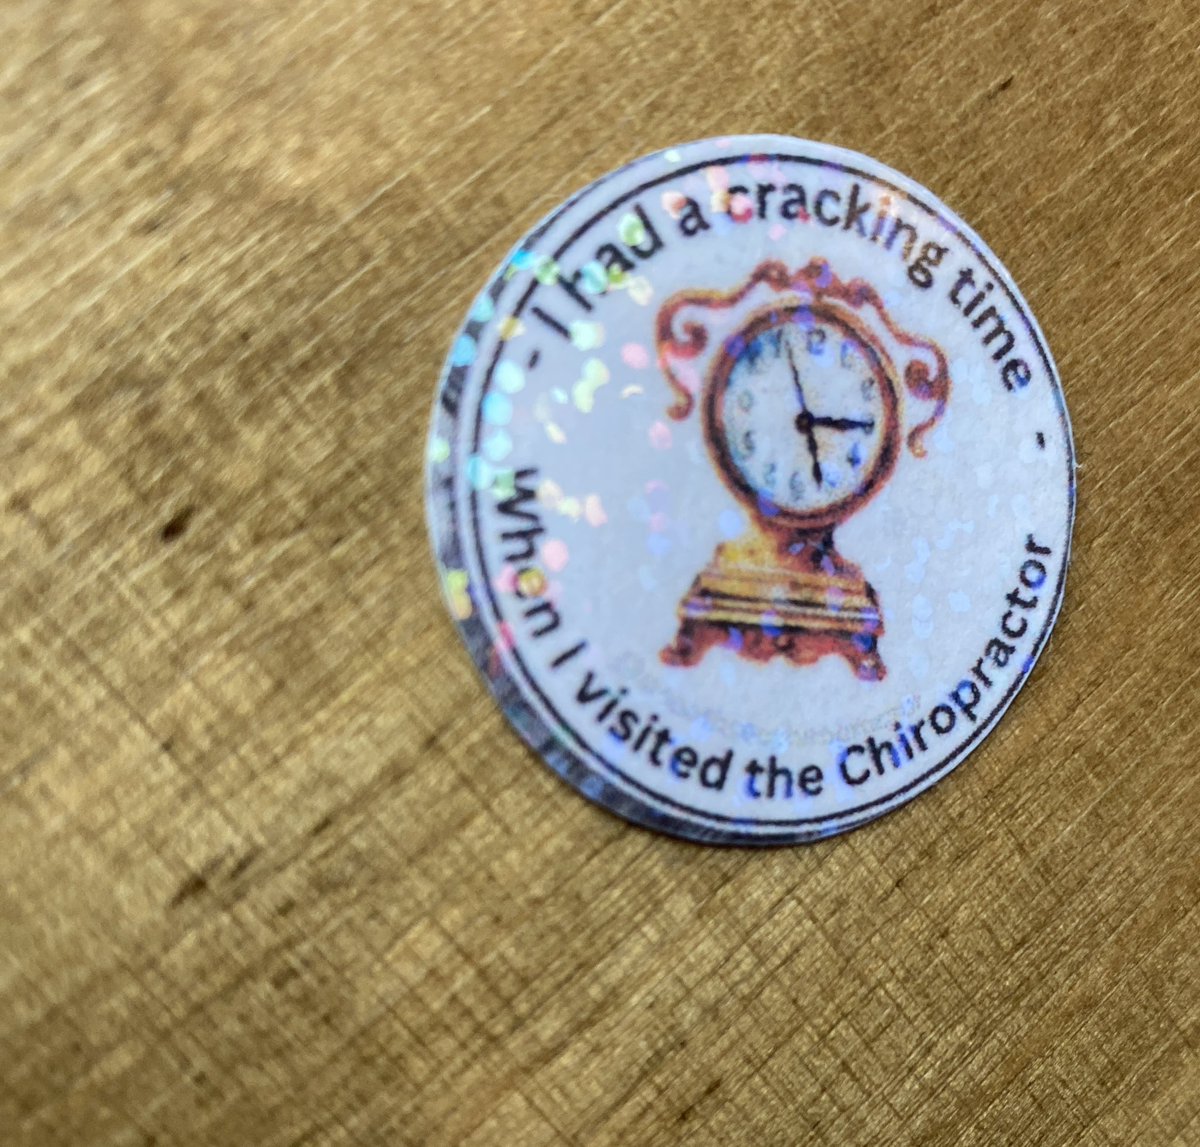 - I had a cracking time -
When I visited the Chiropractor